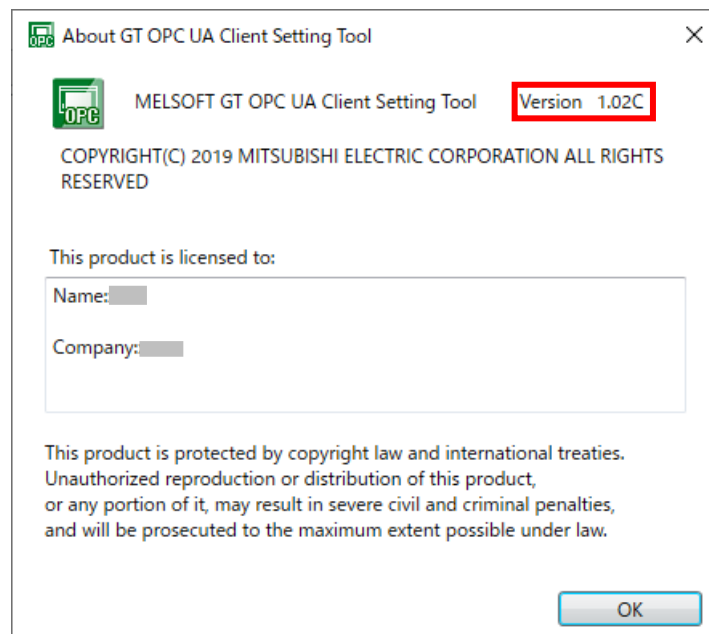 OPC About GT OPC UA Client Setting Tool
OPC MELSOFT GT OPC UA Client Setting Tool Version 1.02C
COPYRIGHT(C) 2019 MITSUBISHI ELECTRIC CORPORATION ALL RIGHTS
RESERVED
This product is licensed to:
Name:
Company:
This product is protected by copyright law and international treaties.
Unauthorized reproduction or distribution of this product,
or any portion of it, may result in severe civil and criminal penalties,
and will be prosecuted to the maximum extent possible under law.
OK